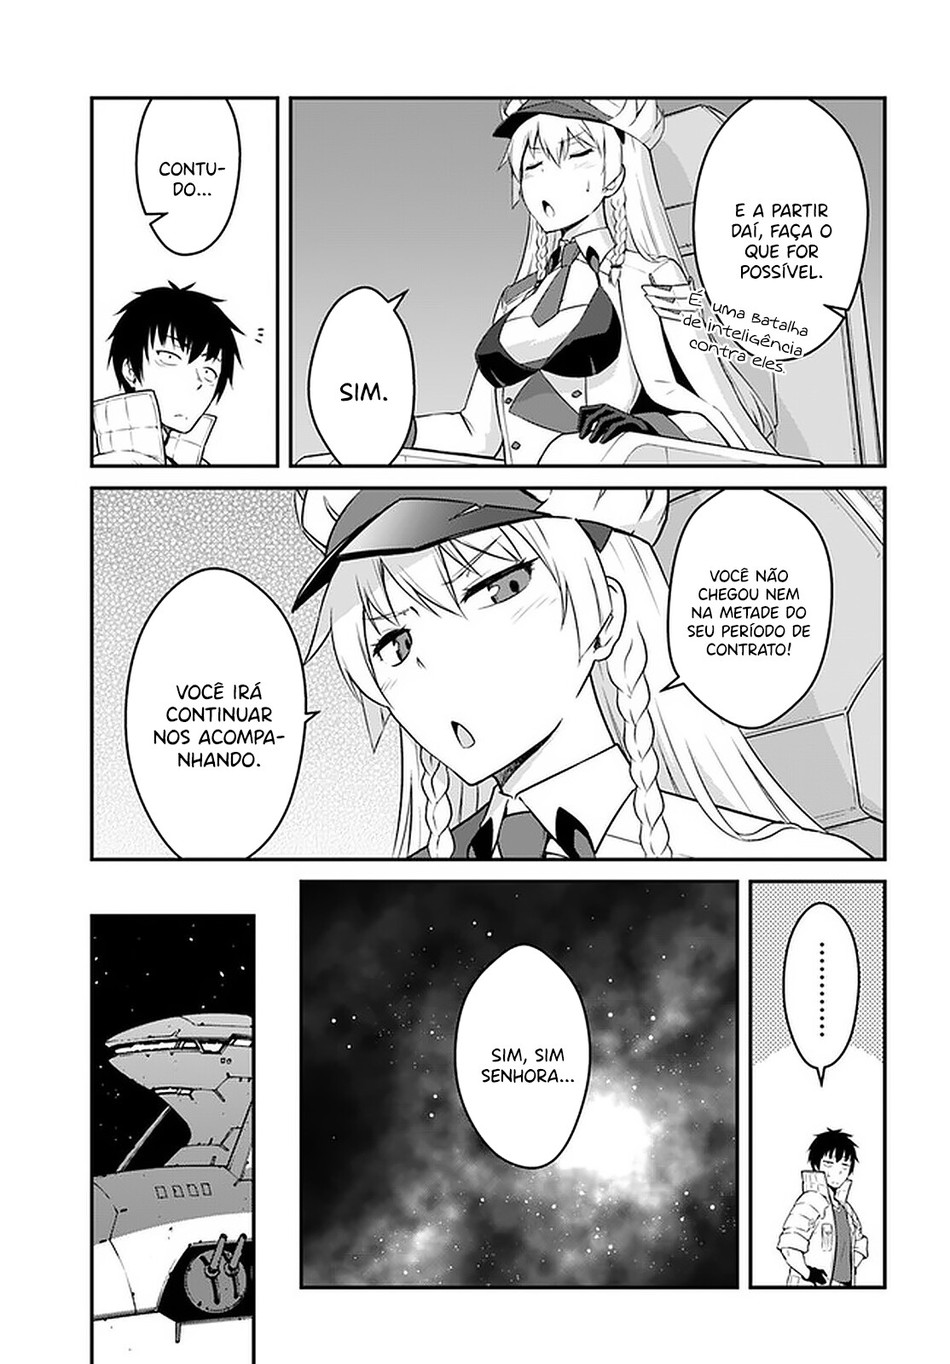 E A PARTIR
DAÍ, FAÇA O
QUE FOR
POSSÍVEL.
É uma batalha
de inteligência
contra eles.
SIM.
CONTU-
DO...
VOCÊ NÃO
CHEGOU NEM
NA METADE DO
SEU PERÍODO DE
CONTRATO!
VOCÊ IRÁ
CONTINUAR
NOS ACOMPA-
NHANDO.
..........
SIM, SIM
SENHORA...